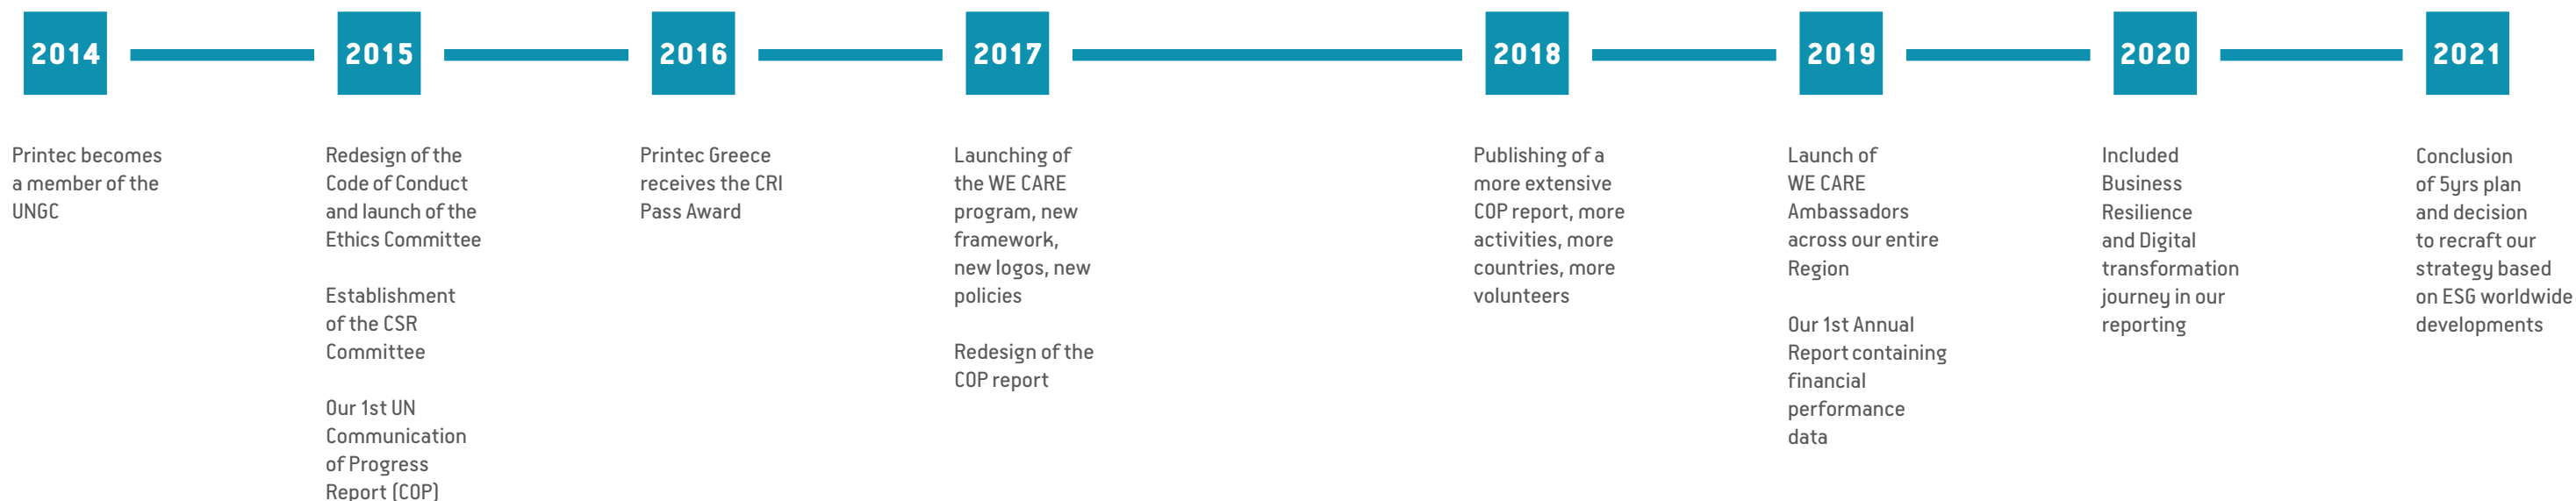 2014
2015
2016
2017
2018
2019
2020
2021
Printec becomes
a member of the
UNGC
Redesign of the
Code of Conduct
and launch of the
Ethics Committee
Establishment
of the CSR
Committee
Our 1st UN
Communication
of Progress
Report (COP)
Printec Greece
receives the CRI
Pass Award
Launching of
the WE CARE
program, new
framework,
new logos, new
policies
Redesign of the
COP report
Publishing of a
more extensive
COP report, more
activities, more
countries, more
volunteers
Launch of
WE CARE
Ambassadors
across our entire
Region
Our 1st Annual
Report containing
financial
performance
data
Included
Business
Resilience
and Digital
transformation
journey in our
reporting
Conclusion
of 5yrs plan
and decision
to recraft our
strategy based
on ESG worldwide
developments